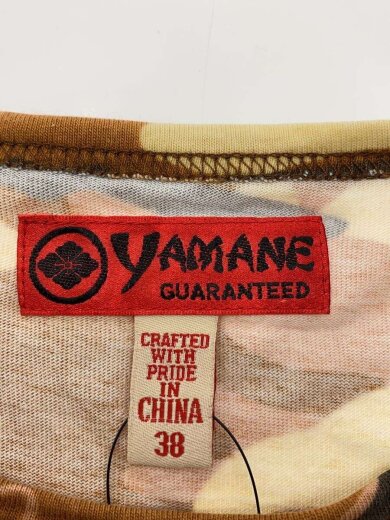 YAMANE
GUARANTEED
CRAFTED
WITH
PRIDE
IN
CHINA
38